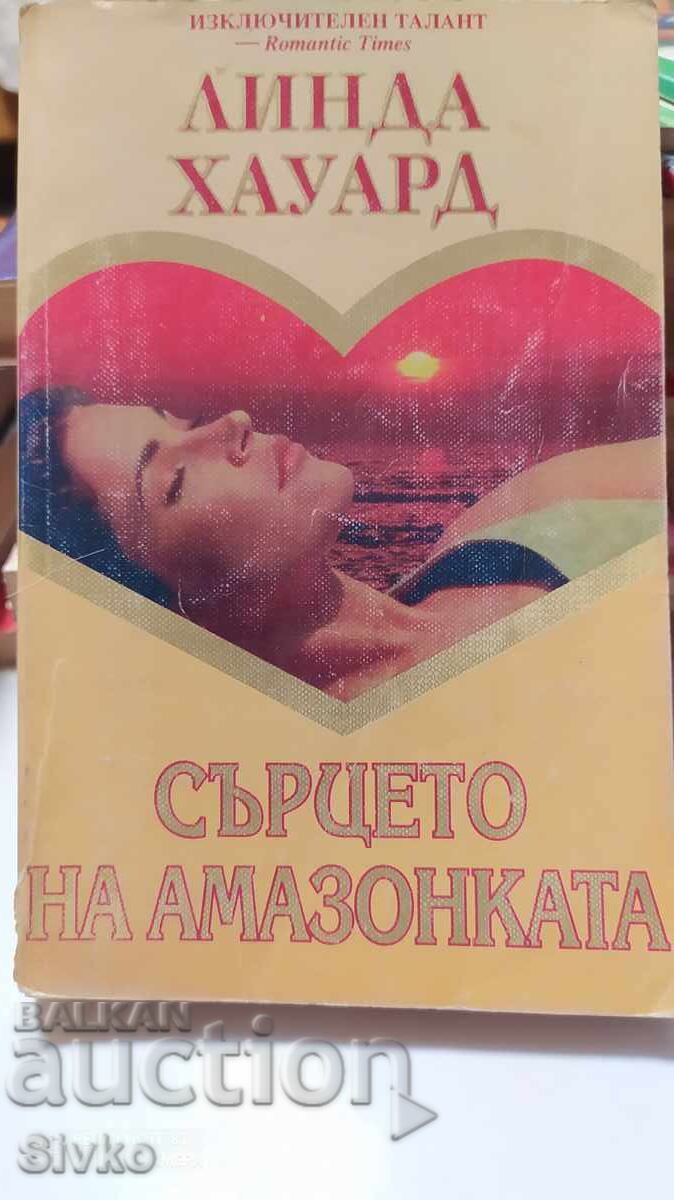 ИЗКЛЮЧИТЕЛЕН ТАЛАНТ
— Romantic Times
ЛИНДА
ХАУАРД
СЪРЦЕТО
НА АМАЗОНКАТА
BALKAN
auction
Sivko